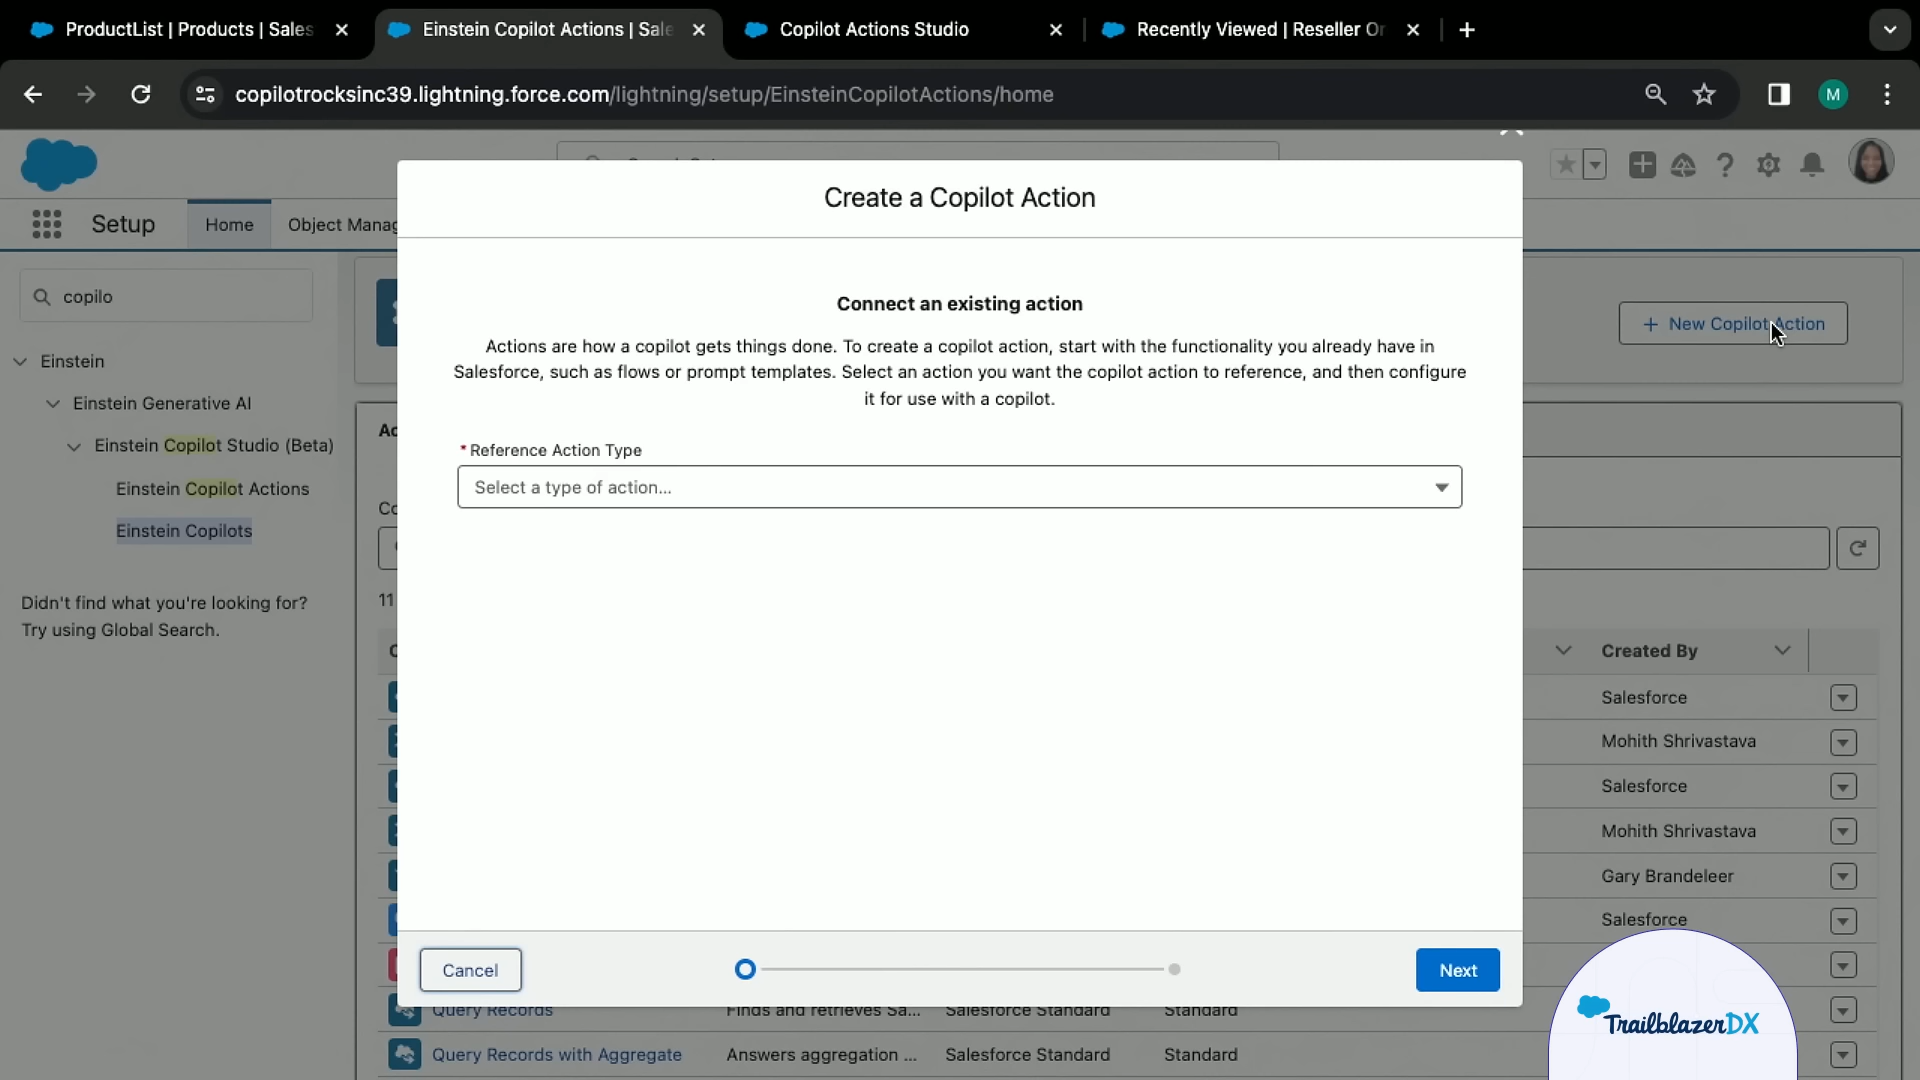 ProductList | Products | Sales
Einstein Copilot Actions | Sale
Copilot Actions Studio
Recently Viewed | Reseller Or
copilotrocksinc39.lightning.force.com/lightning/setup/EinsteinCopilotActions/home
M
Setup
Home
Object Manag
copilo
Einstein
Einstein Generative AI
Einstein Copilot Studio (Beta)
Einstein Copilot Actions
Einstein Copilots
Didn't find what you're looking for?
Try using Global Search.
+ New Copilot Action
Create a Copilot Action
Connect an existing action
Actions are how a copilot gets things done. To create a copilot action, start with the functionality you already have in
Salesforce, such as flows or prompt templates. Select an action you want the copilot action to reference, and then configure
it for use with a copilot.
* Reference Action Type
Select a type of action...
Cancel
Next
11
Created By
Salesforce
Mohith Shrivastava
Salesforce
Mohith Shrivastava
Gary Brandeleer
Salesforce
Query Records
Finds and retrieves Sa...
Salesforce Standard
Standard
Query Records with Aggregate
Answers aggregation ...
Salesforce Standard
Standard
TrailblazerDX